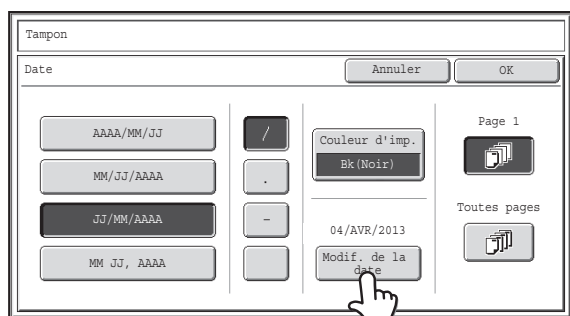 Tampon
Date
Annuler
OK
AAAA/MM/JJ
MM/JJ/AAAA
JJ/MM/AAAA
MM JJ, AAAA
/
.
-
Couleur d'imp.
Bk(Noir)
04/AVR/2013
Modif. de la
date
Page 1
Toutes pages